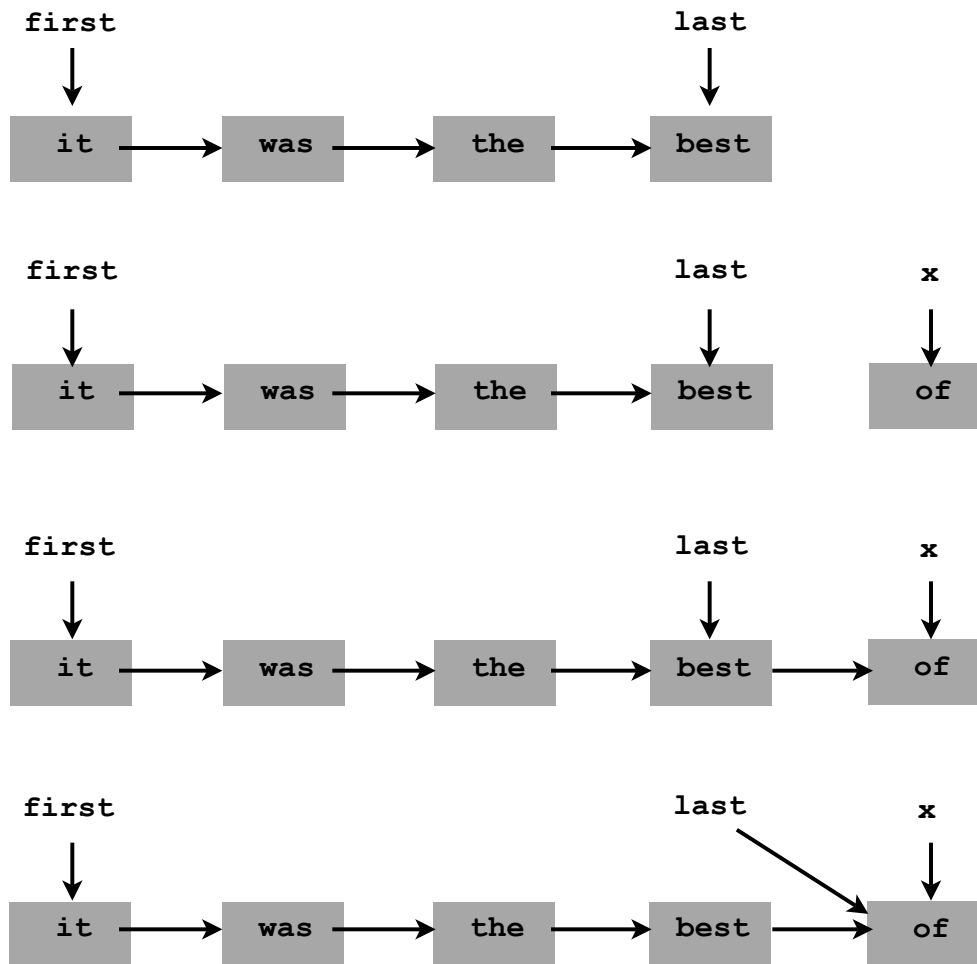 first last
it was the best
first last x
it was the best of
first last x
it was the best of
first last x
it was the best of